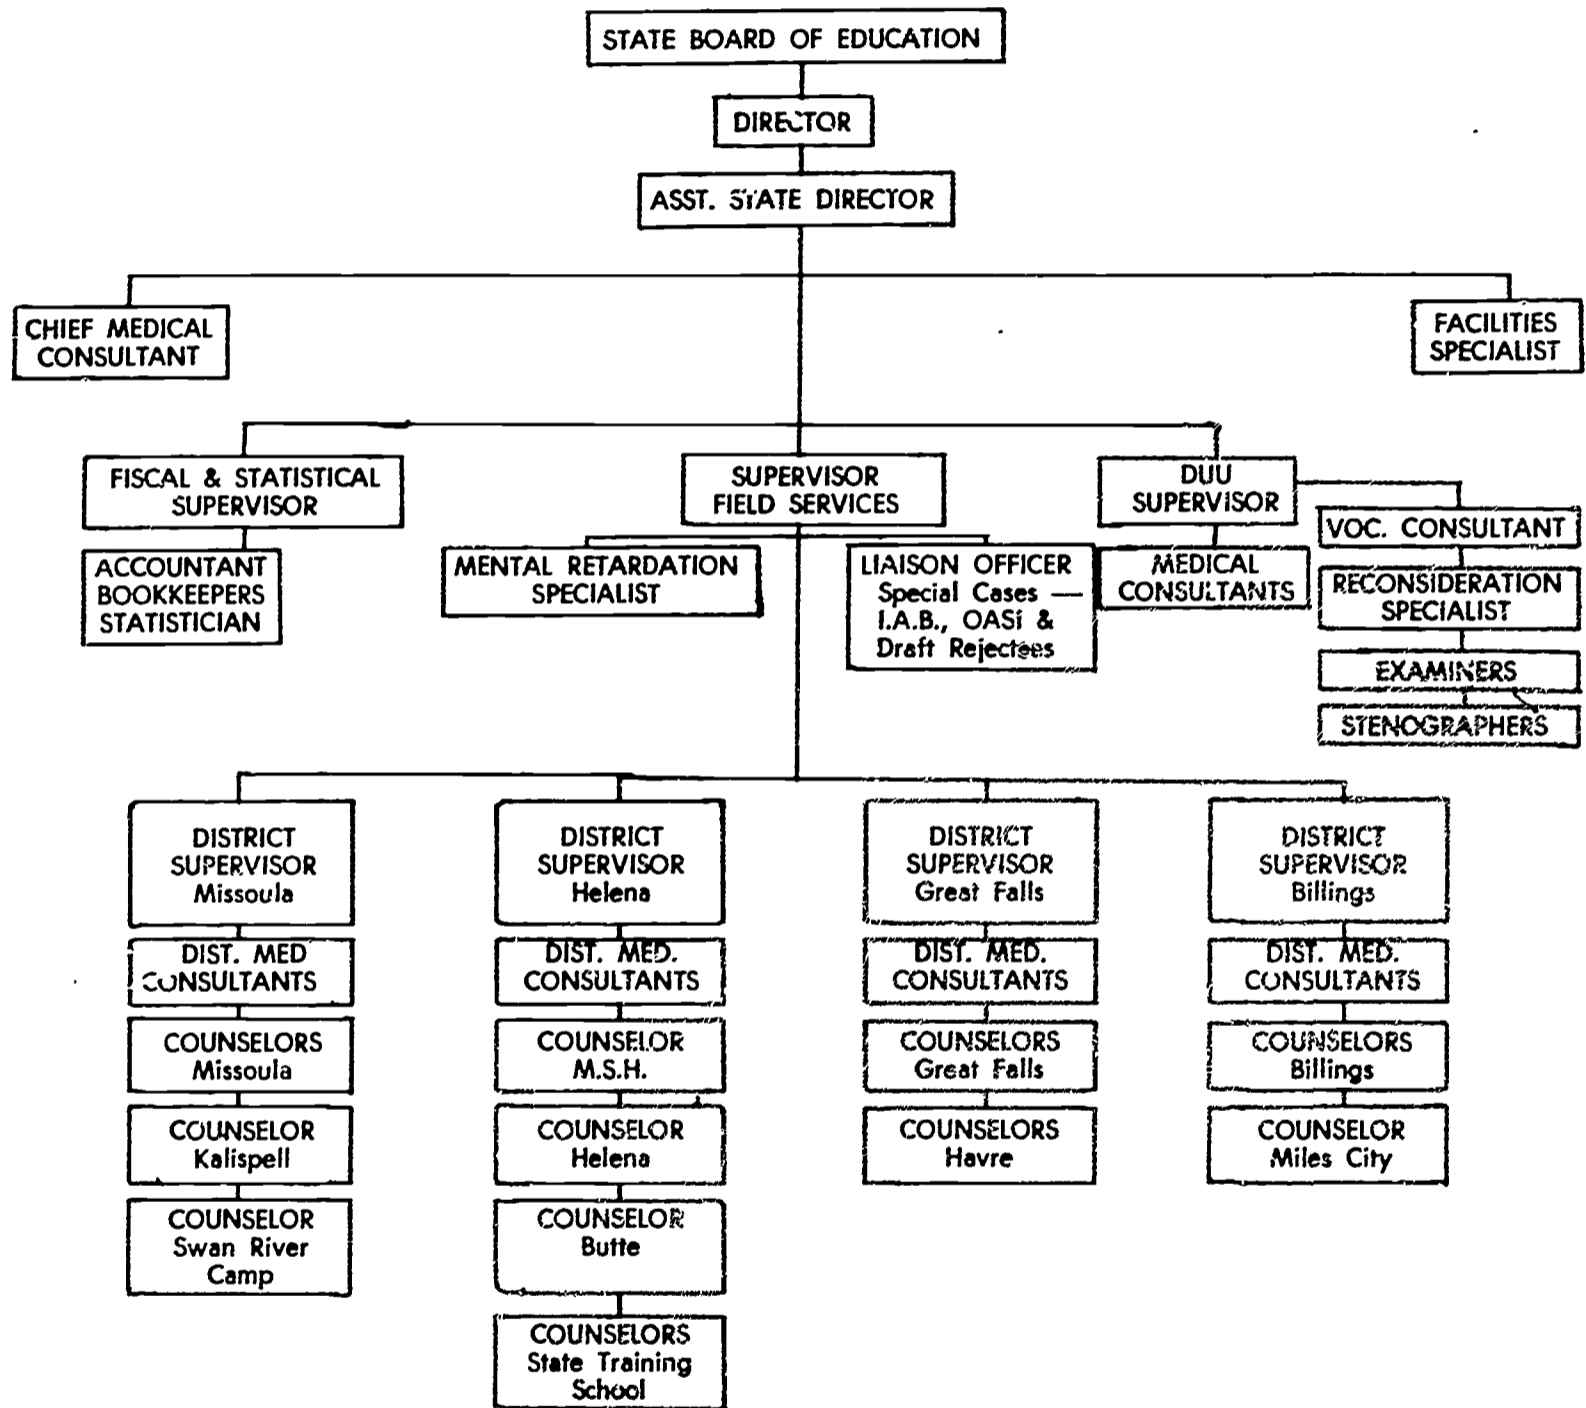 STATE BOARD OF EDUCATION
DIRECTOR
ASST. STATE DIRECTOR
CHIEF MEDICAL
CONSULTANT
FACILITIES
SPECIALIST
FISCAL & STATISTICAL
SUPERVISOR
SUPERVISOR
FIELD SERVICES
DUU
SUPERVISOR
ACCOUNTANT
BOOKKEEPERS
STATISTICIAN
MENTAL RETARDATION
SPECIALIST
LIAISON OFFICER
Special Cases —
I.A.B., OASI &
Draft Rejectees
MEDICAL
CONSULTANTS
VOC. CONSULTANT
RECONSIDERATION
SPECIALIST
EXAMINERS
STENOGRAPHERS
DISTRICT
SUPERVISOR
Missoula
DIST. MED
CONSULTANTS
COUNSELORS
Missoula
COUNSELOR
Kalispell
COUNSELOR
Swan River
Camp
DISTRICT
SUPERVISOR
Helena
DIST. MED.
CONSULTANTS
COUNSELOR
M.S.H.
COUNSELOR
Helena
COUNSELOR
Butte
COUNSELORS
State Training
School
DISTRICT
SUPERVISOR
Great Falls
DIST. MED.
CONSULTANTS
COUNSELORS
Great Falls
COUNSELORS
Havre
DISTRICT
SUPERVISOR
Billings
DIST. MED.
CONSULTANTS
COUNSELORS
Billings
COUNSELOR
Miles City